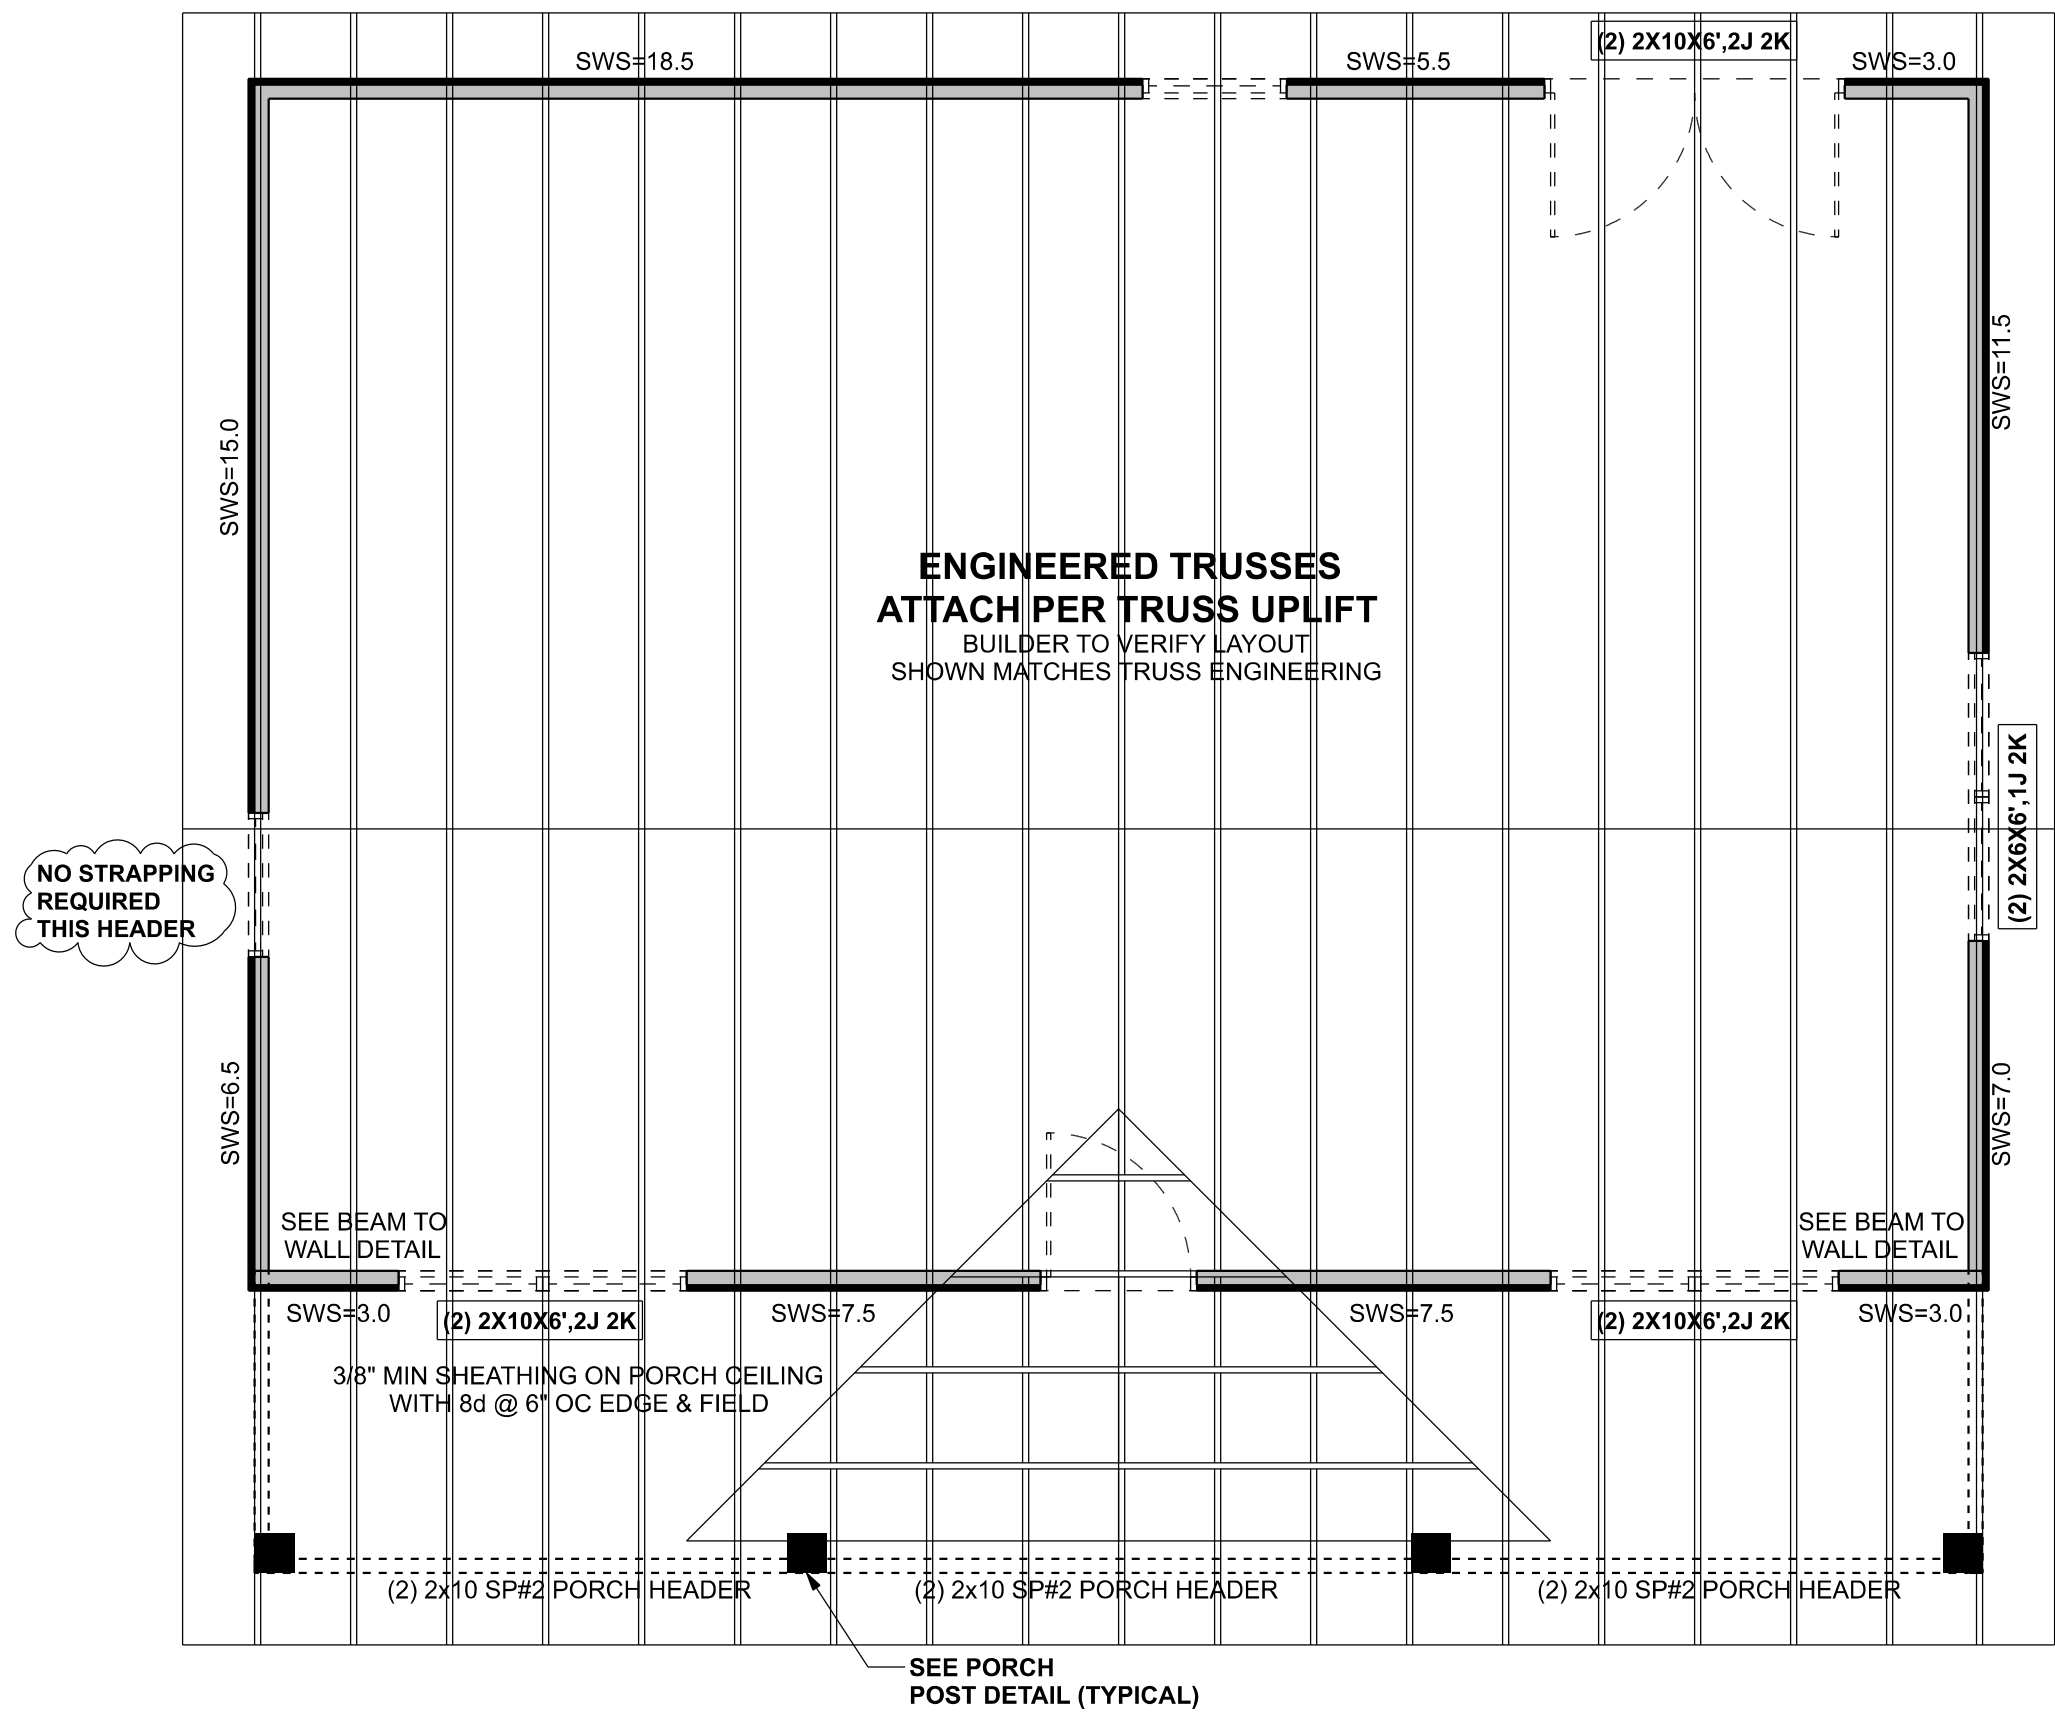 (2) 2X10X6',2J 2K
SWS=18.5
SWS=5.5
SWS=3.0
SWS=11.5
SWS=15.0
ENGINEERED TRUSSES
ATTACH PER TRUSS UPLIFT
BUILDER TO VERIFY LAYOUT
SHOWN MATCHES TRUSS ENGINEERING
(2) 2X6X6',1J 2K
NO STRAPPING
REQUIRED
THIS HEADER
SWS=6.5
SWS=7.0
SEE BEAM TO
WALL DETAIL
SEE BEAM TO
WALL DETAIL
SWS=3.0
(2) 2X10X6',2J 2K
SWS=7.5
SWS=7.5
(2) 2X10X6',2J 2K
SWS=3.0
3/8" MIN SHEATHING ON PORCH CEILING
WITH 8d @ 6" OC EDGE & FIELD
(2) 2x10 SP#2 PORCH HEADER
(2) 2x10 SP#2 PORCH HEADER
(2) 2x10 SP#2 PORCH HEADER
SEE PORCH
POST DETAIL (TYPICAL)